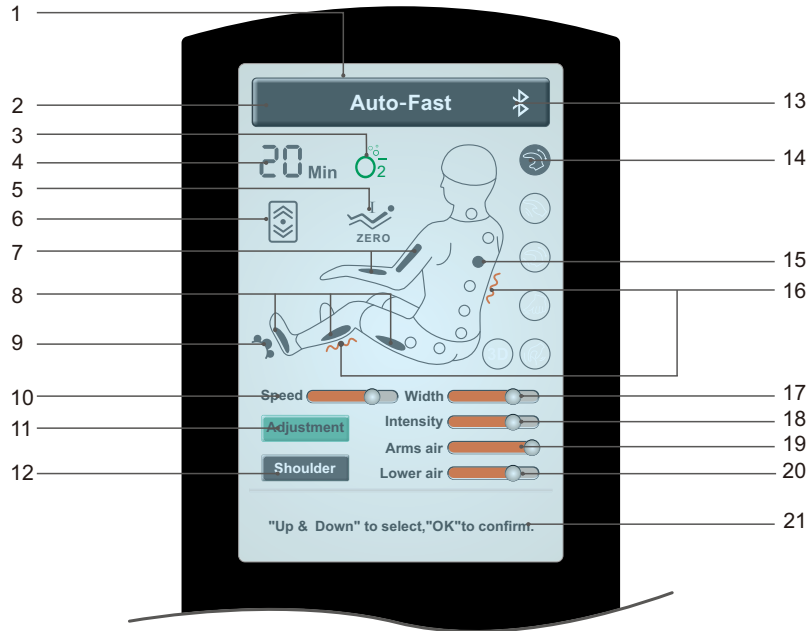 1
2
3
4
5
6
7
8
9
10
11
12
13
14
15
16
17
18
19
20
21
Auto-Fast
20 Min
O2
ZERO
Speed
Width
Adjustment
Intensity
Arms air
Shoulder
Lower air
"Up & Down" to select,"OK"to confirm.